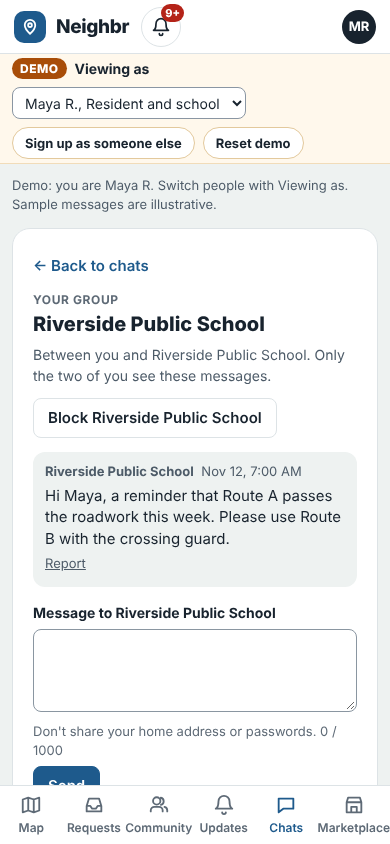 Neighbr
9+
MR
DEMO Viewing as
Maya R., Resident and school
Sign up as someone else
Reset demo
Demo: you are Maya R. Switch people with Viewing as.
Sample messages are illustrative.
← Back to chats
YOUR GROUP
Riverside Public School
Between you and Riverside Public School. Only
the two of you see these messages.
Block Riverside Public School
Riverside Public School Nov 12, 7:00 AM
Hi Maya, a reminder that Route A passes
the roadwork this week. Please use Route
B with the crossing guard.
Report
Message to Riverside Public School
Don't share your home address or passwords. 0 /
1000
Send
Map
Requests
Community
Updates
Chats
Marketplace